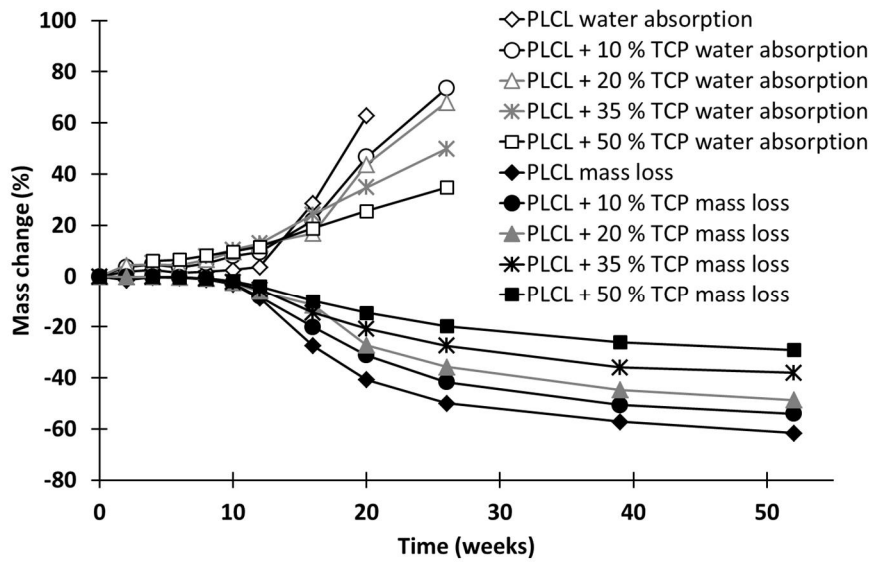 100
80
60
40
20
0
-20
-40
-60
-80
Mass change (%)
0 10 20 30 40 50
Time (weeks)
PLCL water absorption
PLCL + 10 % TCP water absorption
PLCL + 20 % TCP water absorption
PLCL + 35 % TCP water absorption
PLCL + 50 % TCP water absorption
PLCL mass loss
PLCL + 10 % TCP mass loss
PLCL + 20 % TCP mass loss
PLCL + 35 % TCP mass loss
PLCL + 50 % TCP mass loss